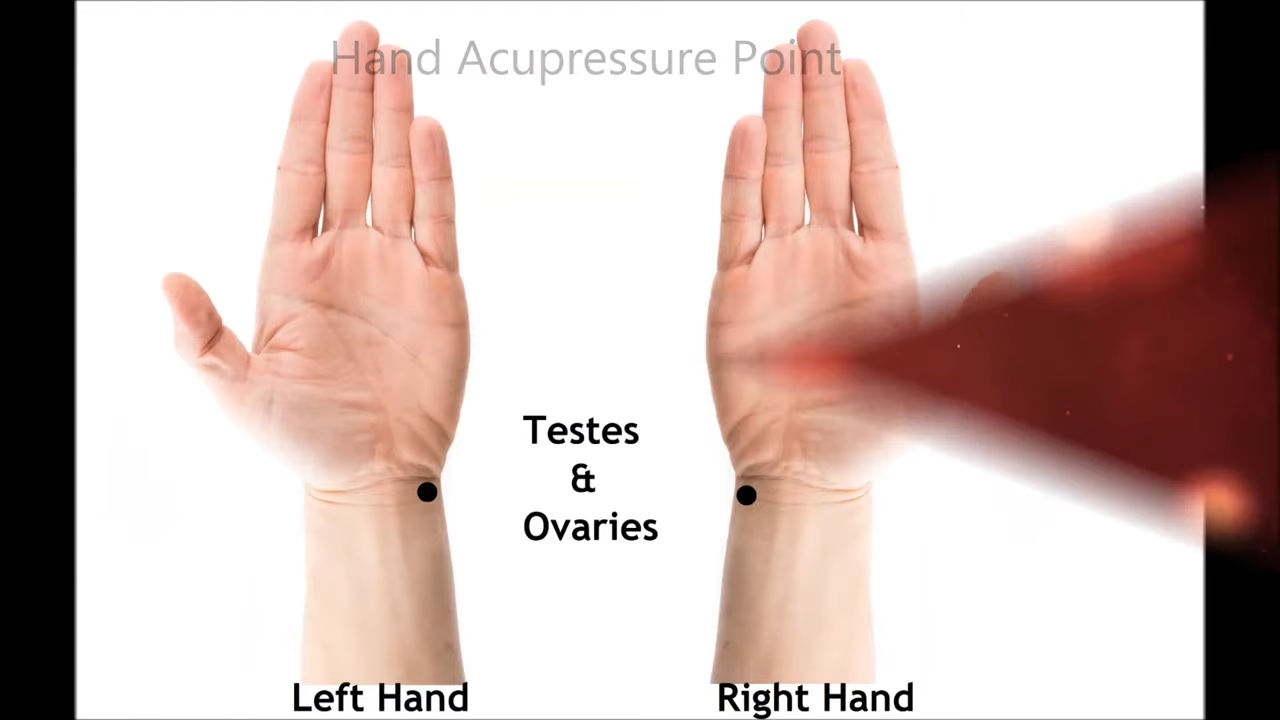 Hand Acupressure Point
Testes
&
Ovaries
Left Hand
Right Hand